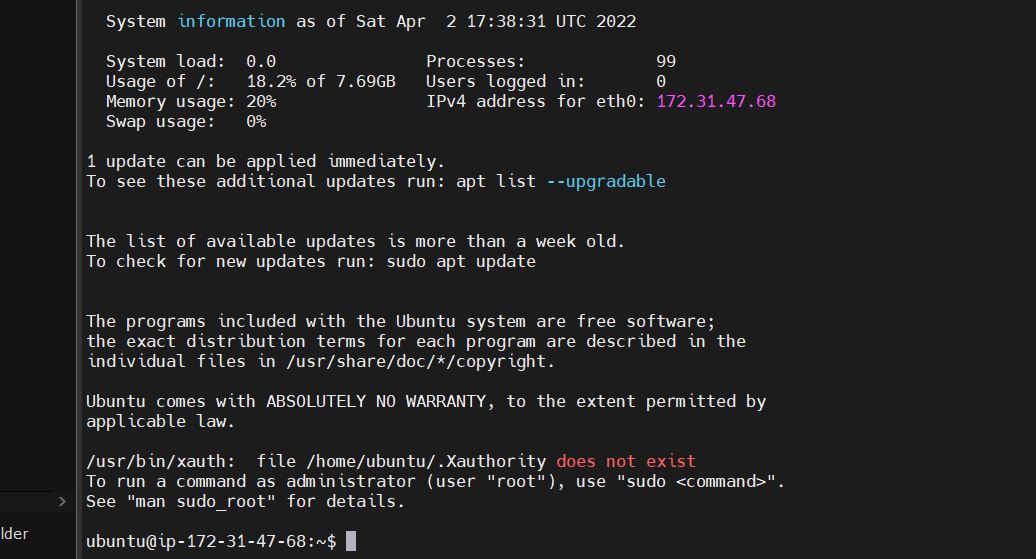 System information as of Sat Apr  2 17:38:31 UTC 2022
System load:  0.0                Processes:             99
Usage of /:   18.2% of 7.69GB   Users logged in:       0
Memory usage: 20%               IPv4 address for eth0: 172.31.47.68
Swap usage:   0%
1 update can be applied immediately.
To see these additional updates run: apt list --upgradable
The list of available updates is more than a week old.
To check for new updates run: sudo apt update
The programs included with the Ubuntu system are free software;
the exact distribution terms for each program are described in the
individual files in /usr/share/doc/*/copyright.
Ubuntu comes with ABSOLUTELY NO WARRANTY, to the extent permitted by
applicable law.
/usr/bin/xauth:  file /home/ubuntu/.Xauthority does not exist
To run a command as administrator (user "root"), use "sudo <command>".
See "man sudo_root" for details.
lder
ubuntu@ip-172-31-47-68:~$